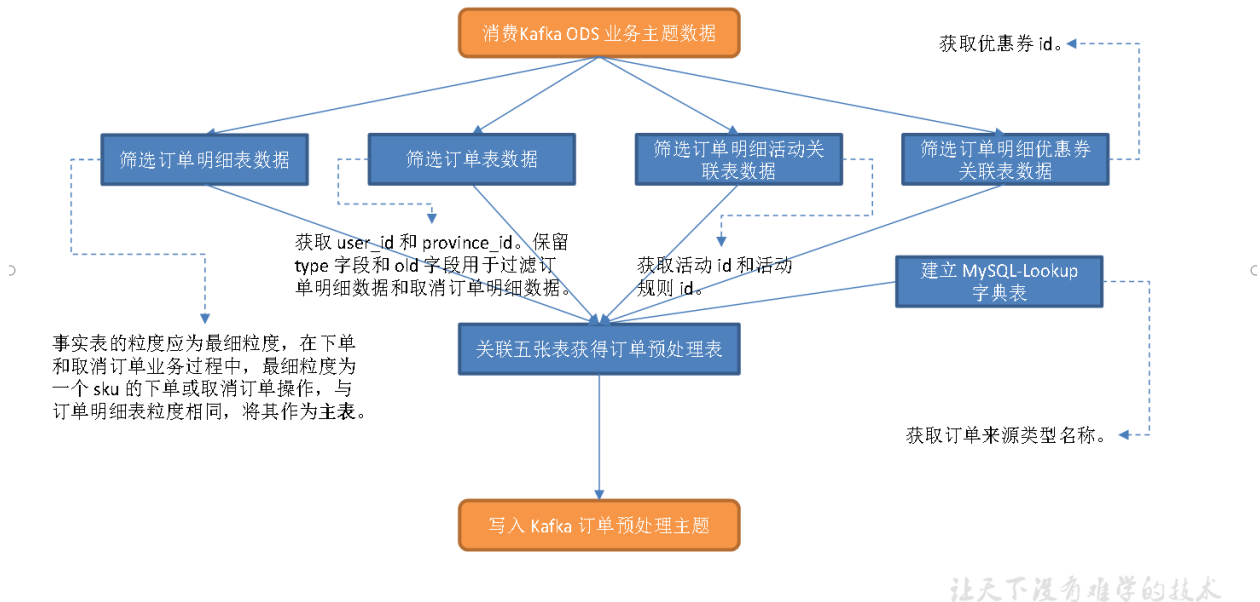 消费Kafka ODS 业务主题数据
获取优惠券 id。
筛选订单明细表数据
筛选订单表数据
筛选订单明细活动关
联表数据
筛选订单明细优惠券
关联表数据
获取 user_id 和 province_id。保留
type 字段和 old 字段用于过滤订
单明细数据和取消订单明细数据。
获取活动 id 和活动
规则 id。
建立 MySQL-Lookup
字典表
事实表的粒度应为最细粒度，在下单
和取消订单业务过程中，最细粒度为
一个 sku 的下单或取消订单操作，与
订单明细表粒度相同，将其作为主表。
关联五张表获得订单预处理表
获取订单来源类型名称。
写入 Kafka 订单预处理主题
让天下没有难学的技术